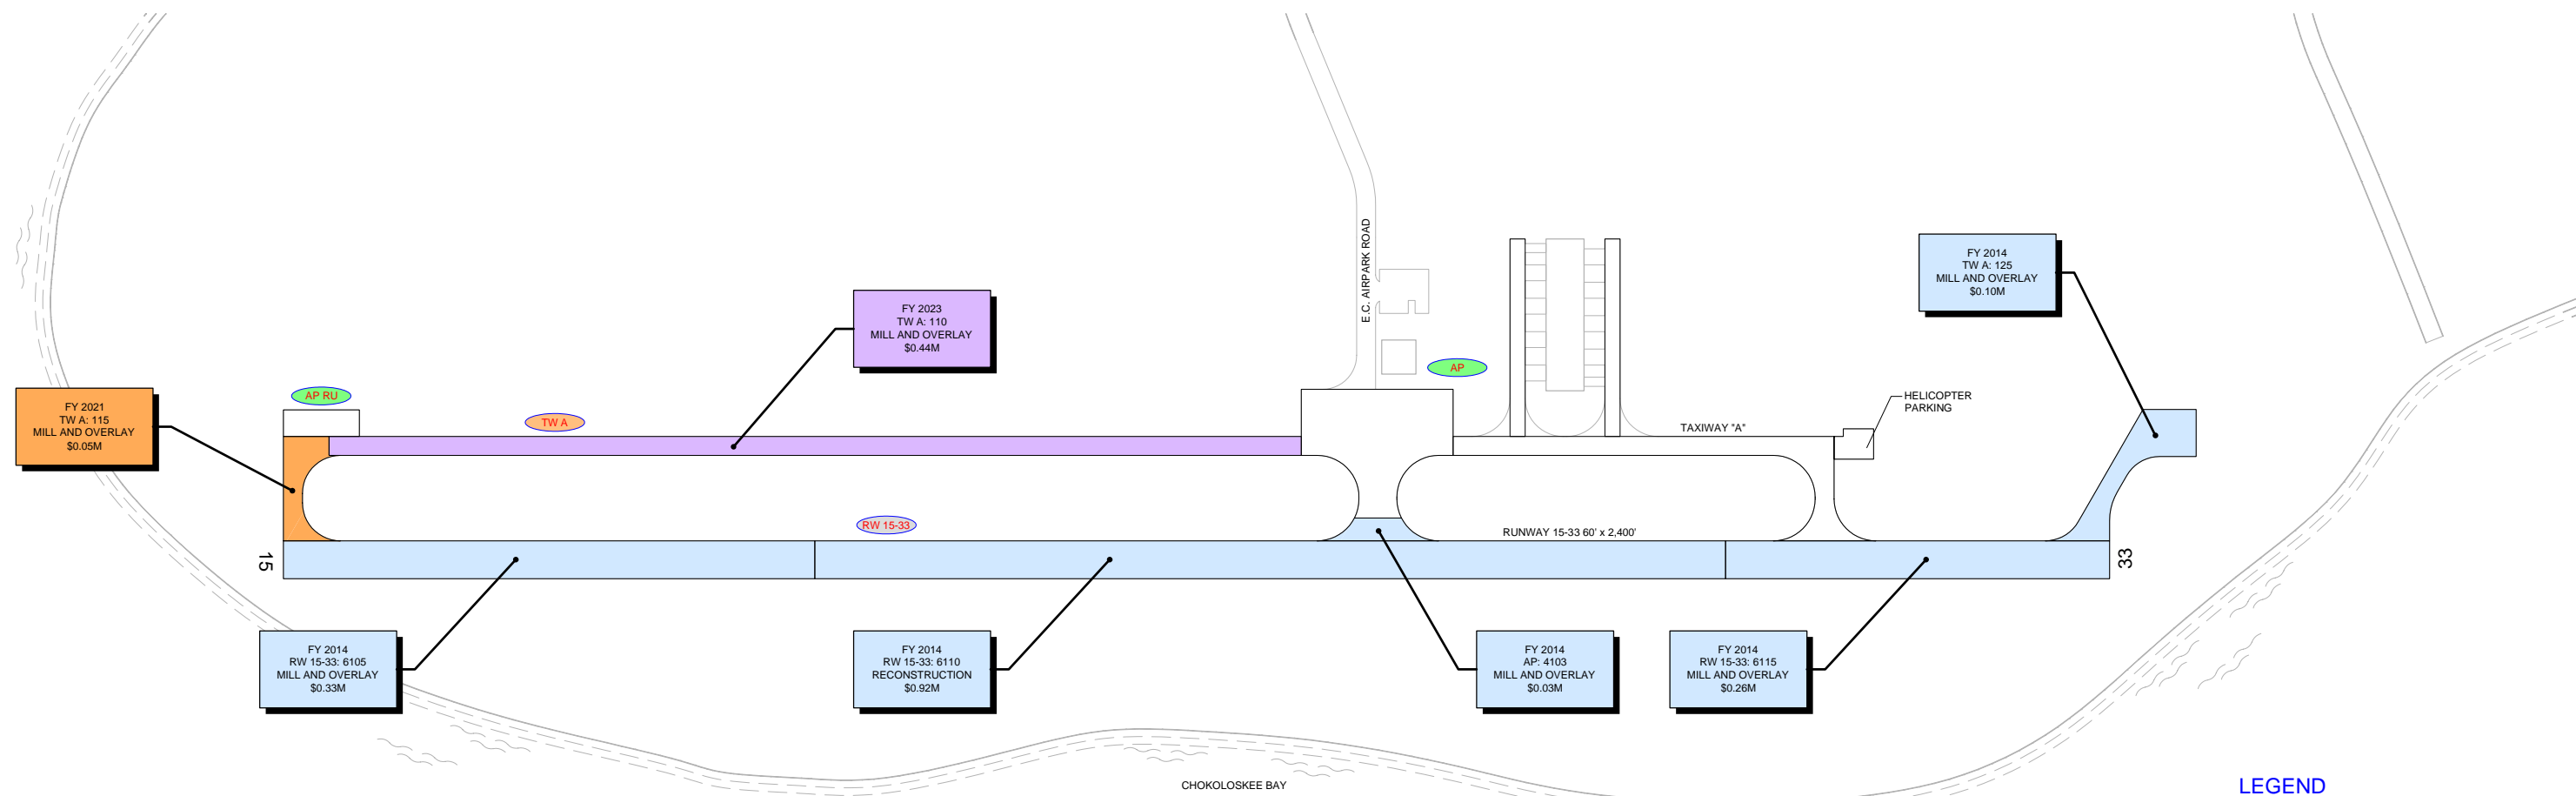 FY 2014
TW A: 125
MILL AND OVERLAY
$0.10M
E.C. AIRPARK ROAD
FY 2023
TW A: 110
MILL AND OVERLAY
$0.44M
AP
AP RU
FY 2021
TW A: 115
MILL AND OVERLAY
$0.05M
HELICOPTER
PARKING
TW A
TAXIWAY "A"
RW 15-33
RUNWAY 15-33 60' x 2,400'
15
33
FY 2014
RW 15-33: 6105
MILL AND OVERLAY
$0.33M
FY 2014
RW 15-33: 6110
RECONSTRUCTION
$0.92M
FY 2014
AP: 4103
MILL AND OVERLAY
$0.03M
FY 2014
RW 15-33: 6115
MILL AND OVERLAY
$0.26M
CHOKOLOSKEE BAY
LEGEND